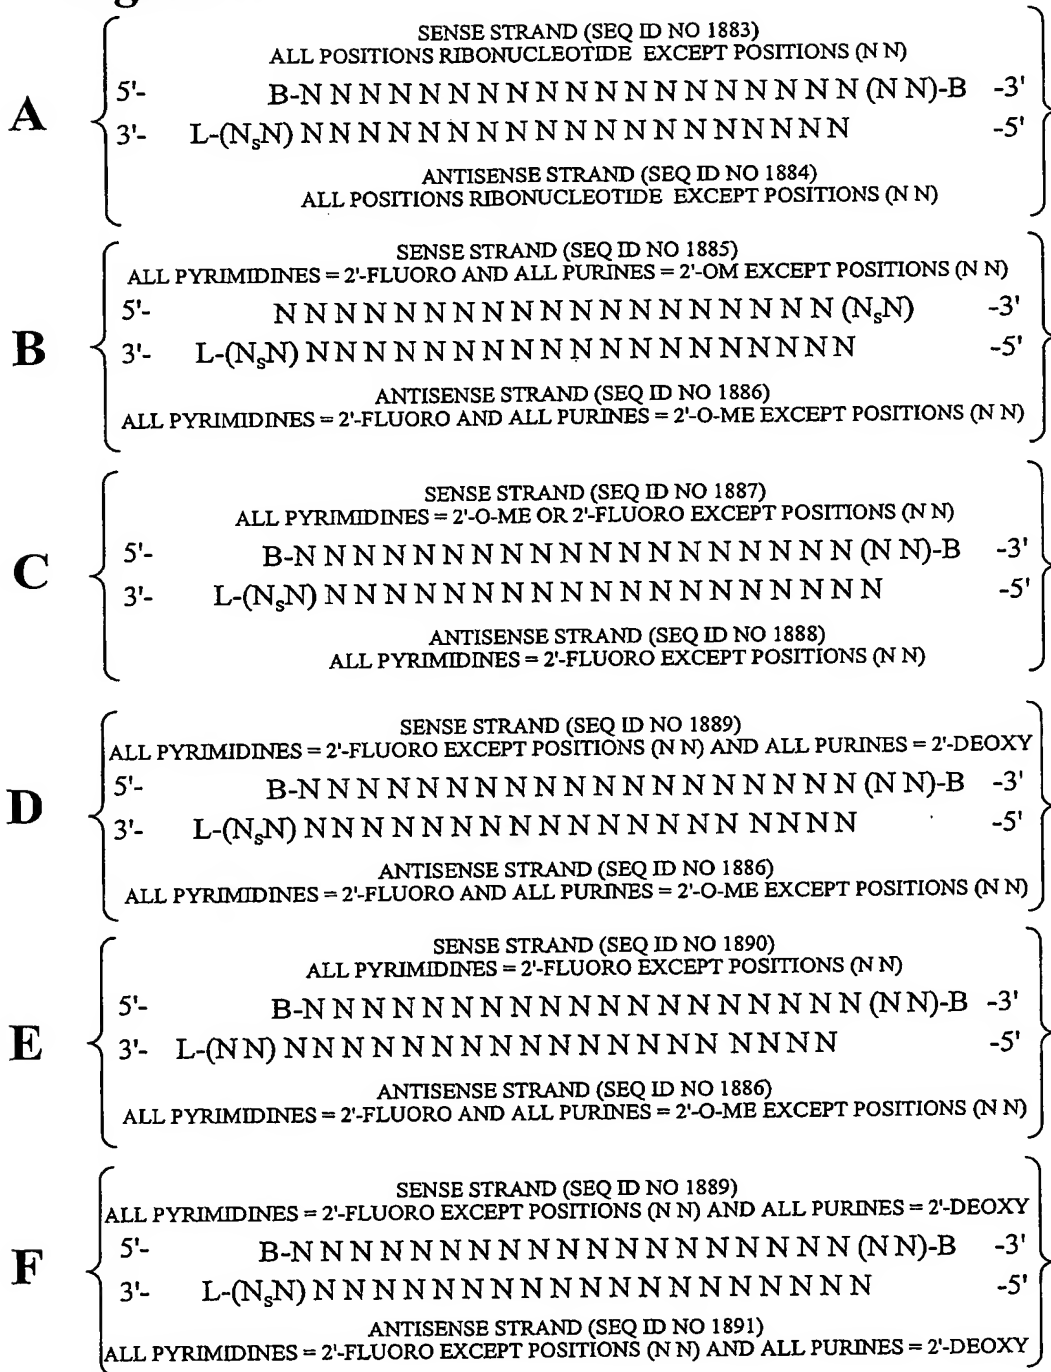 SENSE STRAND (SEQ ID NO 1883)
ALL POSITIONS RIBONUCLEOTIDE EXCEPT POSITIONS (N N)
5'- B-N N N N N N N N N N N N N N N N N N N (N N)-B -3'
A
3'- L-(NsN) N N N N N N N N N N N N N N N N N N N -5'
ANTISENSE STRAND (SEQ ID NO 1884)
ALL POSITIONS RIBONUCLEOTIDE EXCEPT POSITIONS (N N)
SENSE STRAND (SEQ ID NO 1885)
ALL PYRIMIDINES = 2'-FLUORO AND ALL PURINES = 2'-OM EXCEPT POSITIONS (N N)
5'- N N N N N N N N N N N N N N N N N N N (NsN) -3'
B
3'- L-(NsN) N N N N N N N N N N N N N N N N N N N -5'
ANTISENSE STRAND (SEQ ID NO 1886)
ALL PYRIMIDINES = 2'-FLUORO AND ALL PURINES = 2'-O-ME EXCEPT POSITIONS (N N)
SENSE STRAND (SEQ ID NO 1887)
ALL PYRIMIDINES = 2'-O-ME OR 2'-FLUORO EXCEPT POSITIONS (N N)
5'- B-N N N N N N N N N N N N N N N N N N N (N N)-B -3'
C
3'- L-(NsN) N N N N N N N N N N N N N N N N N N N -5'
ANTISENSE STRAND (SEQ ID NO 1888)
ALL PYRIMIDINES = 2'-FLUORO EXCEPT POSITIONS (N N)
SENSE STRAND (SEQ ID NO 1889)
ALL PYRIMIDINES = 2'-FLUORO EXCEPT POSITIONS (N N) AND ALL PURINES = 2'-DEOXY
5'- B-N N N N N N N N N N N N N N N N N N N (N N)-B -3'
D
3'- L-(NsN) N N N N N N N N N N N N N N N N N N N -5'
ANTISENSE STRAND (SEQ ID NO 1886)
ALL PYRIMIDINES = 2'-FLUORO AND ALL PURINES = 2'-O-ME EXCEPT POSITIONS (N N)
SENSE STRAND (SEQ ID NO 1890)
ALL PYRIMIDINES = 2'-FLUORO EXCEPT POSITIONS (N N)
5'- B-N N N N N N N N N N N N N N N N N N N (N N)-B -3'
E
3'- L-(N N) N N N N N N N N N N N N N N N N N N N -5'
ANTISENSE STRAND (SEQ ID NO 1886)
ALL PYRIMIDINES = 2'-FLUORO AND ALL PURINES = 2'-O-ME EXCEPT POSITIONS (N N)
SENSE STRAND (SEQ ID NO 1889)
ALL PYRIMIDINES = 2'-FLUORO EXCEPT POSITIONS (N N) AND ALL PURINES = 2'-DEOXY
5'- B-N N N N N N N N N N N N N N N N N N N (N N)-B -3'
F
3'- L-(NsN) N N N N N N N N N N N N N N N N N N N -5'
ANTISENSE STRAND (SEQ ID NO 1891)
ALL PYRIMIDINES = 2'-FLUORO EXCEPT POSITIONS (N N) AND ALL PURINES = 2'-DEOXY